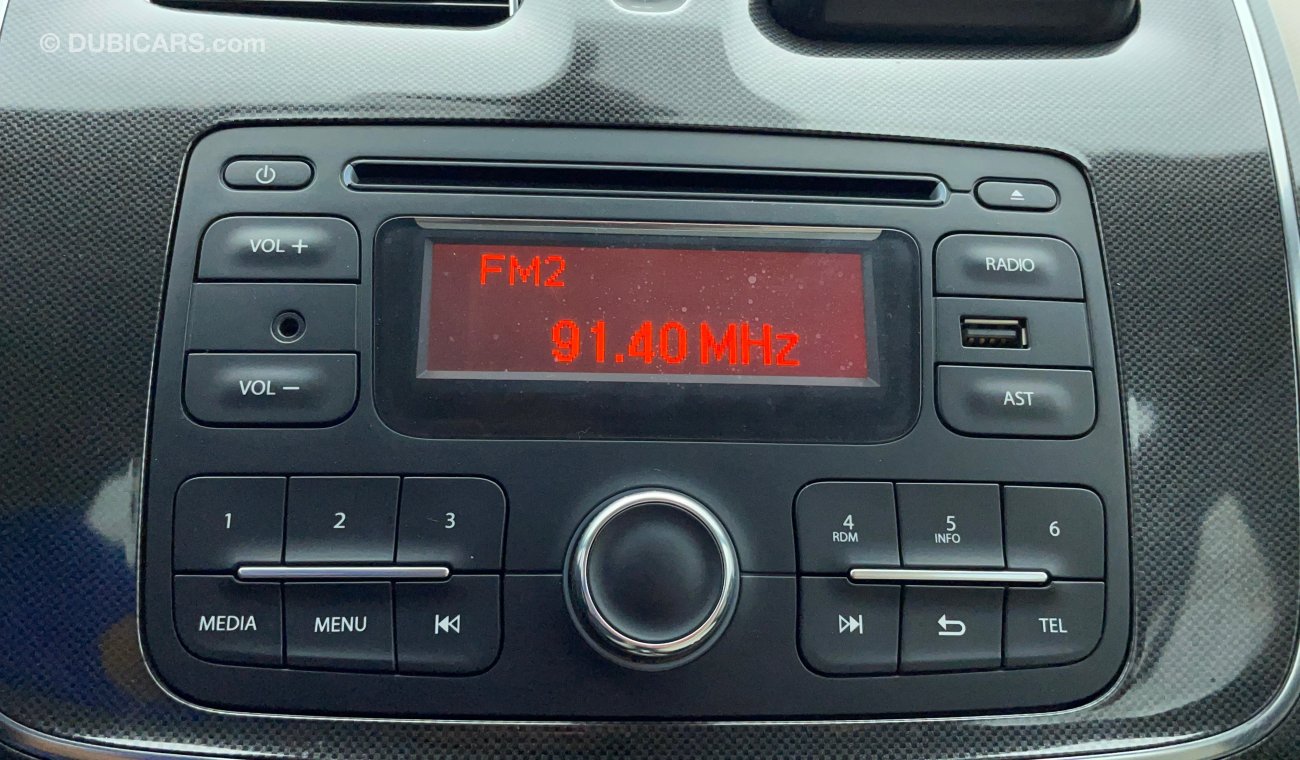 © DUBICARS.com
VOL +
RADIO
FM2
91.40 MHz
VOL −
AST
1
2
3
4
RDM
5
INFO
6
MEDIA
MENU
TEL